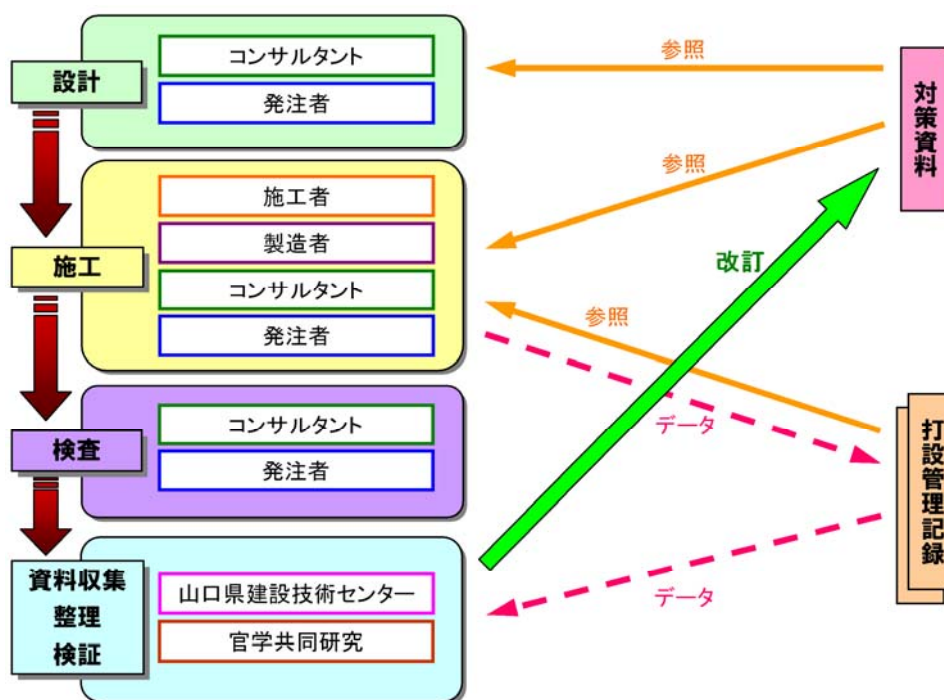 設計
コンサルタント
発注者
参照
対策資料
施工
施工者
製造者
コンサルタント
発注者
参照
改訂
参照
データ
検査
コンサルタント
発注者
打設管理記録
資料収集
整理
検証
山口県建設技術センター
官学共同研究
データ